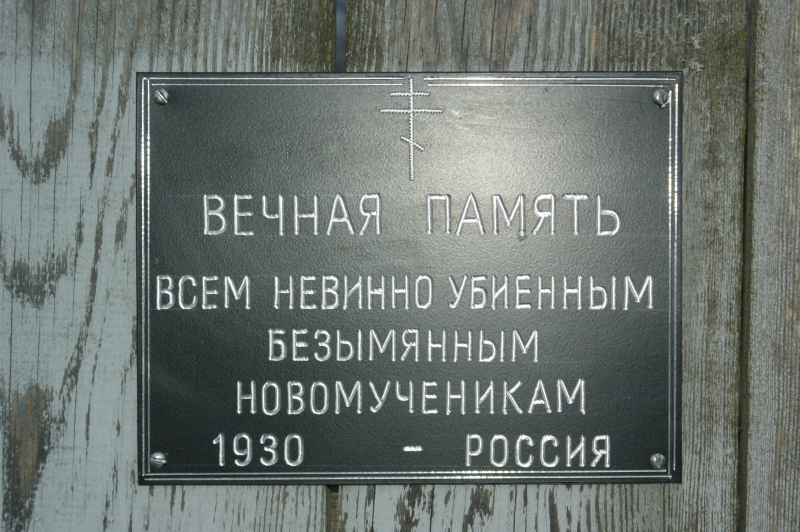 ВЕЧНАЯ ПАМЯТЬ
ВСЕМ НЕВИННО УБИЕННЫМ
БЕЗЫМЯННЫМ
НОВОМУЧЕНИКАМ
1930 - РОССИЯ